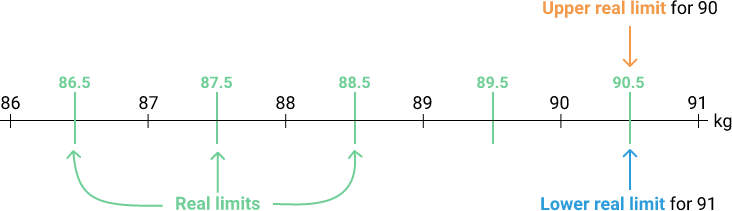 Upper real limit for 90
86.5 87.5 88.5 89.5 90.5
86 87 88 89 90 91
kg
Real limits
Lower real limit for 91